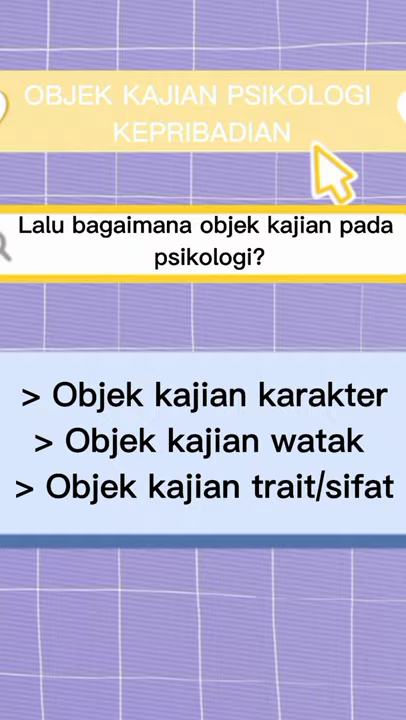 OBJEK KAJIAN PSIKOLOGI
KEPRIBADIAN
Lalu bagaimana objek kajian pada
psikologi?
> Objek kajian karakter
> Objek kajian watak
> Objek kajian trait/sifat